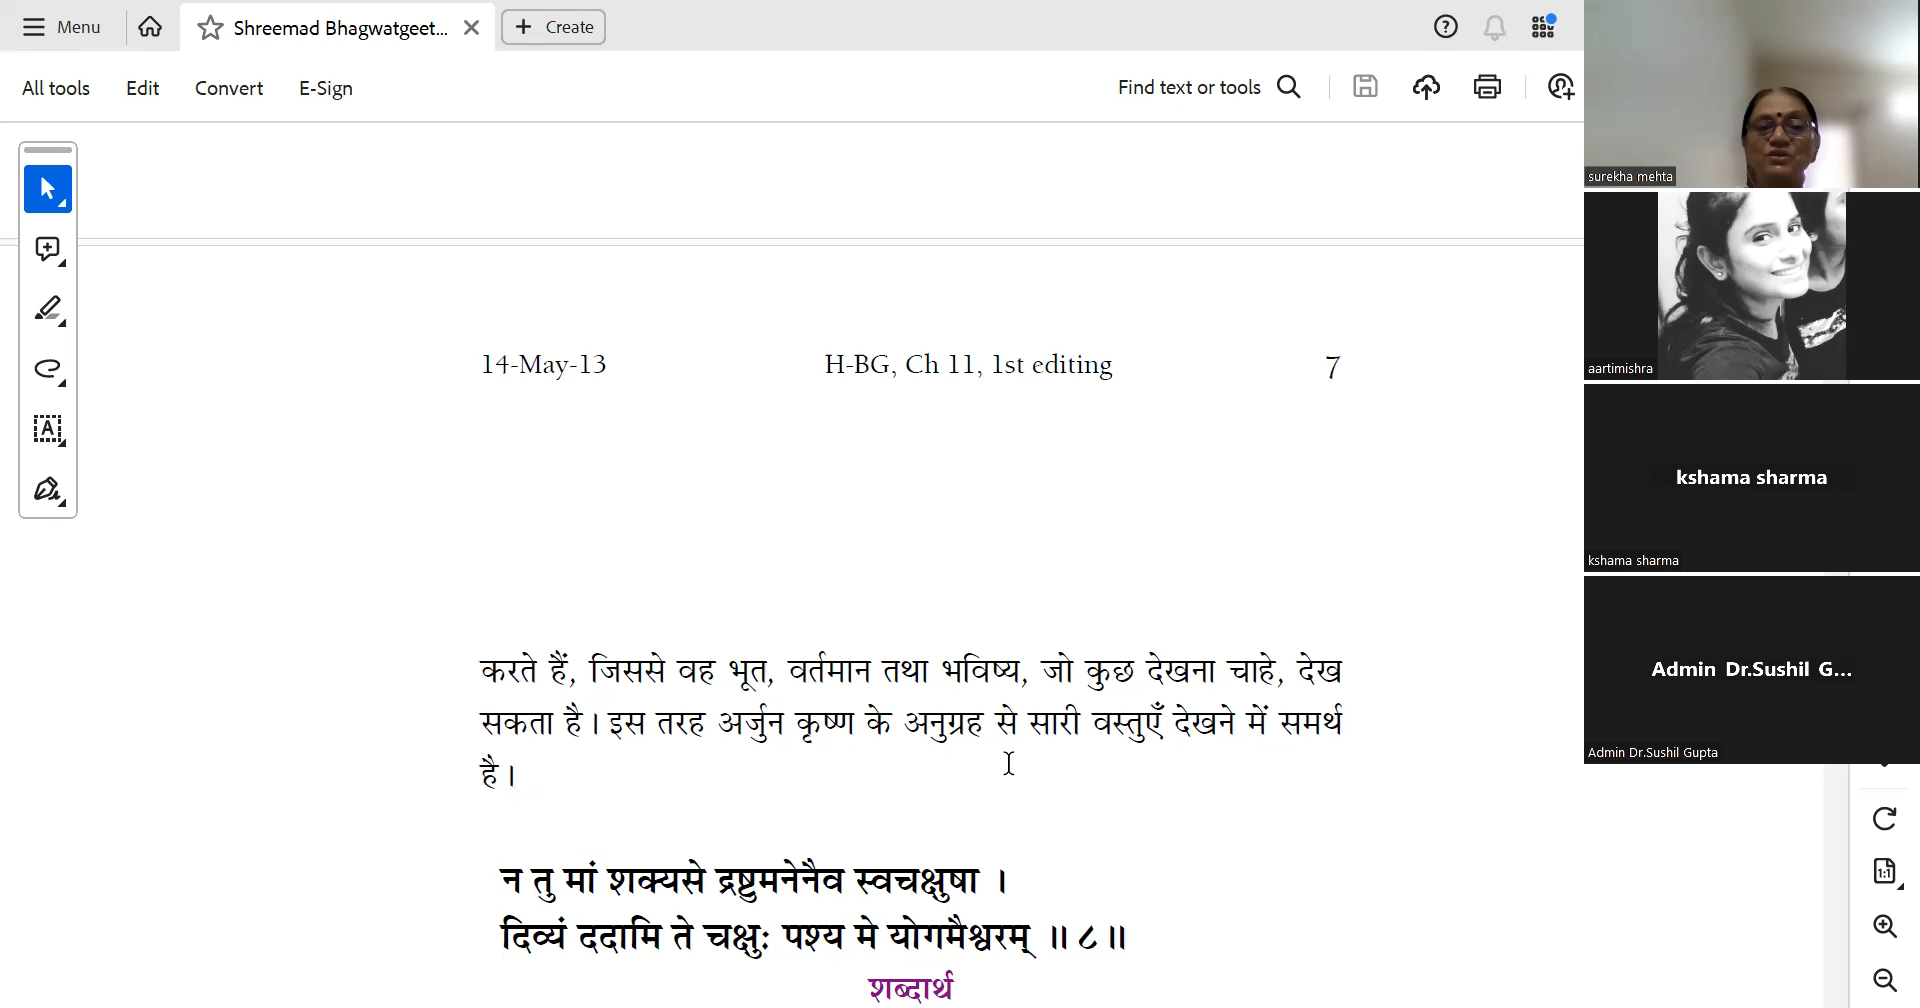 Menu
Shreemad Bhagwatgeet...
Create
All tools
Edit
Convert
E-Sign
Find text or tools
surekha mehta
aartimishra
kshama sharma
kshama sharma
Admin Dr.Sushil G...
Admin Dr.Sushil Gupta
14-May-13 H-BG, Ch 11, 1st editing 7
करते हैं, जिससे वह भूत, वर्तमान तथा भविष्य, जो कुछ देखना चाहे, देख
सकता है। इस तरह अर्जुन कृष्ण के अनुग्रह से सारी वस्तुएँ देखने में समर्थ
है।
न तु मां शक्यसे द्रष्टुमनेनैव स्वचक्षुषा ।
दिव्यं ददामि ते चक्षुः पश्य मे योगमैश्वरम् ॥ ८॥
शब्दार्थ